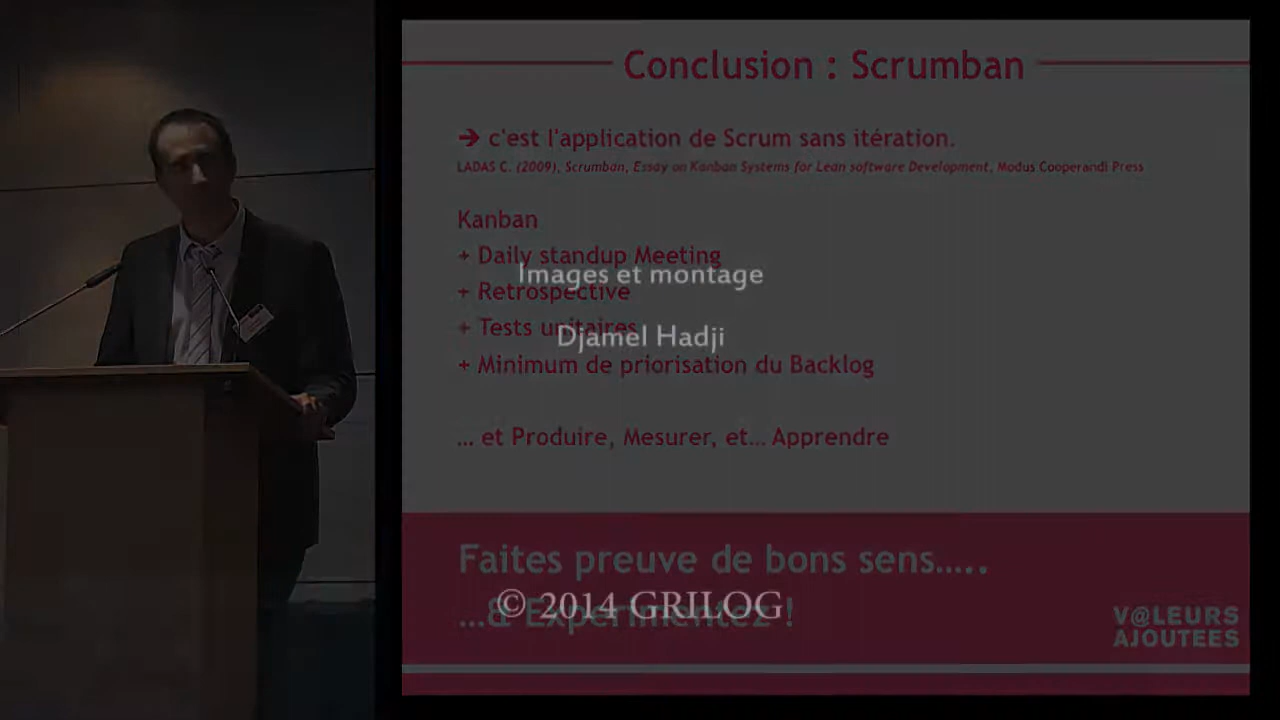 Conclusion : Scrumban
➔ c'est l'application de Scrum sans itération.
LADAS C. (2009), Scrumban, Essay on Kanban Systems for Lean software Development, Modus Cooperandi Press
Kanban
+ Daily standup Meeting
Images et montage
+ Retrospective
+ Tests unitaires
Djamel Hadji
+ Minimum de priorisation du Backlog
… et Produire, Mesurer, et… Apprendre
Faites preuve de bons sens…..
© 2014 GRILOG
…& Experimentez !
V@LEURS
AJOUTEES